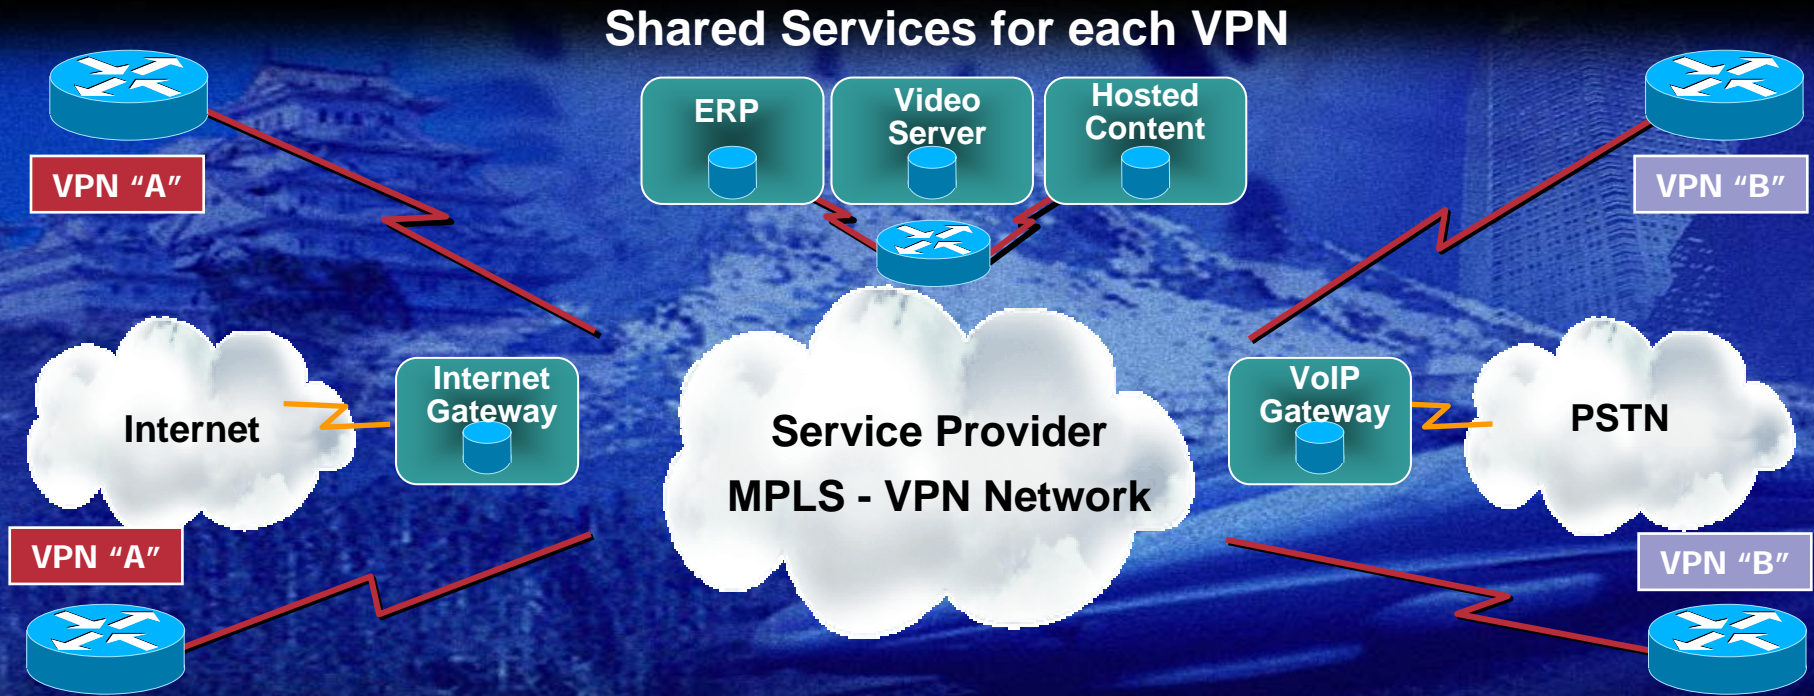 Shared Services for each VPN
VPN “A”
ERP
Video
Server
Hosted
Content
VPN “B”
Internet
Internet
Gateway
Service Provider
MPLS - VPN Network
VoIP
Gateway
PSTN
VPN “A”
VPN “B”